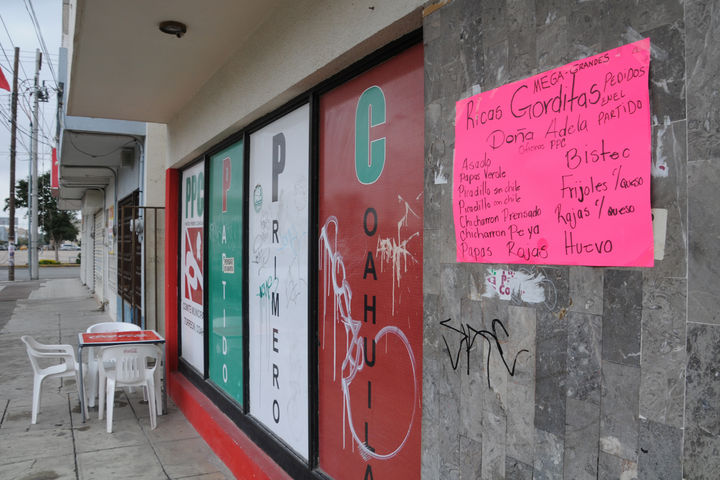 MEGA-GRANDES
Ricas Gorditas PEDIDOS
Doña Adela EN EL
Oficinas PPC PARTIDO
Asado
Papas Verde
Picadillo sin chile
Picadillo con chile
Chicharron Prensado
Chicharron Pe ya
Papas Rajas
Bistec
Frijoles c/ Queso
Rajas c/ Queso
Huevo
PPC
PARTIDO
PRIMERO
COAHUILA